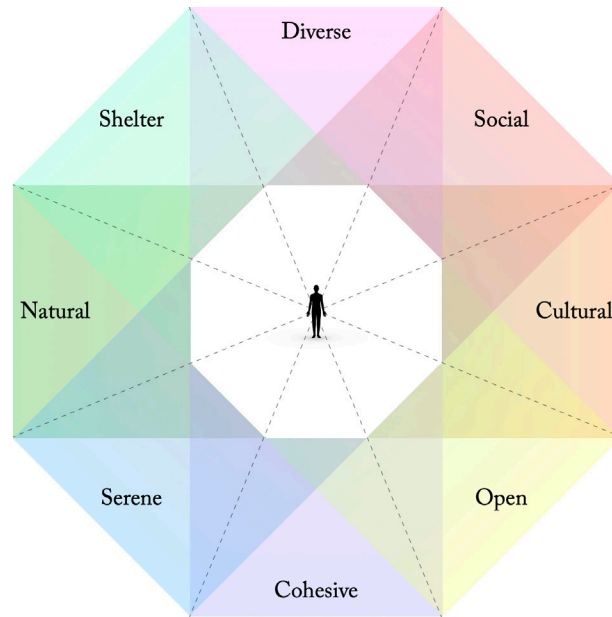 Diverse
Shelter
Social
Natural
Cultural
Serene
Open
Cohesive